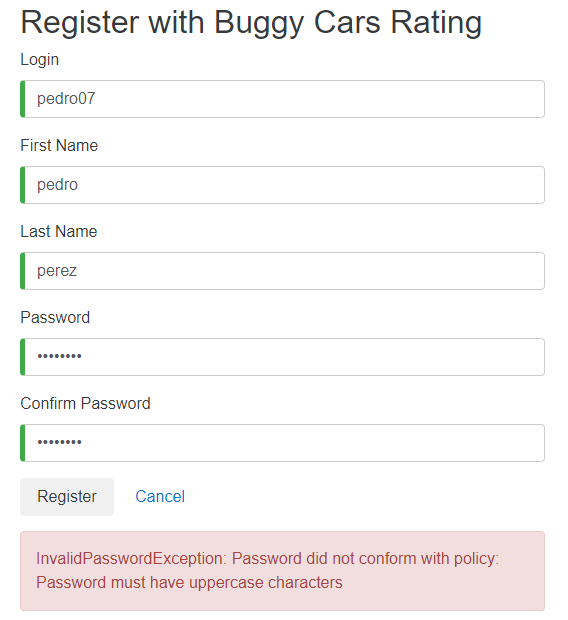 Register with Buggy Cars Rating
Login
pedro07
First Name
pedro
Last Name
perez
Password
••••••••
Confirm Password
••••••••
Register Cancel
InvalidPasswordException: Password did not conform with policy:
Password must have uppercase characters